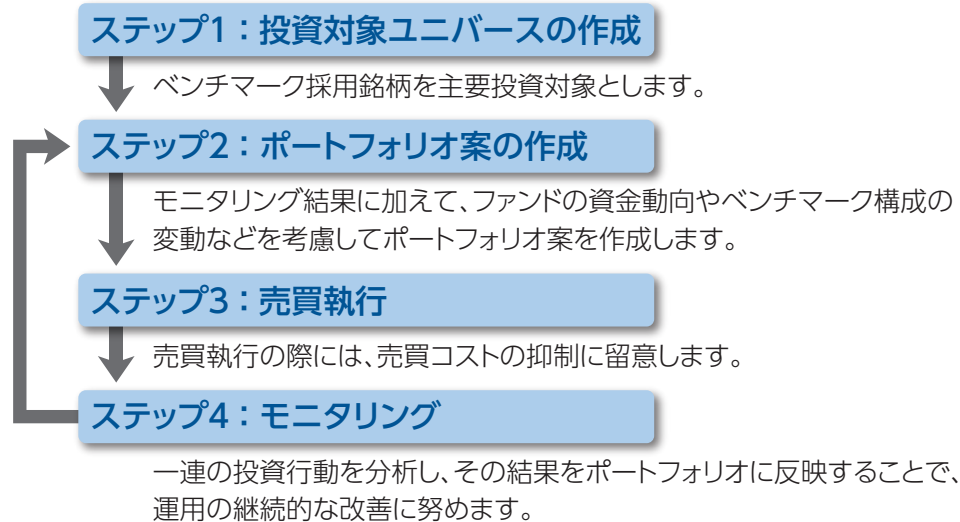 ステップ1：投資対象ユニバースの作成
ベンチマーク採用銘柄を主要投資対象とします。
ステップ2：ポートフォリオ案の作成
モニタリング結果に加えて、ファンドの資金動向やベンチマーク構成の
変動などを考慮してポートフォリオ案を作成します。
ステップ3：売買執行
売買執行の際には、売買コストの抑制に留意します。
ステップ4：モニタリング
一連の投資行動を分析し、その結果をポートフォリオに反映することで、
運用の継続的な改善に努めます。